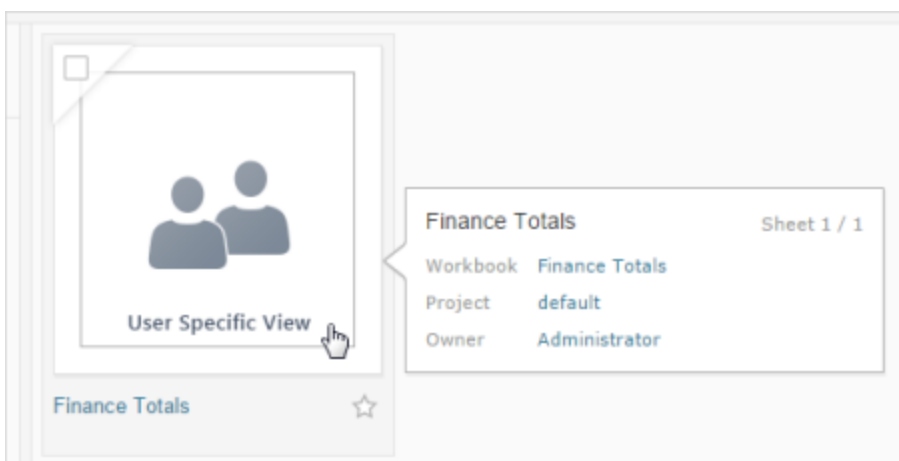 User Specific View
Finance Totals
Finance Totals Sheet 1 / 1
Workbook Finance Totals
Project default
Owner Administrator